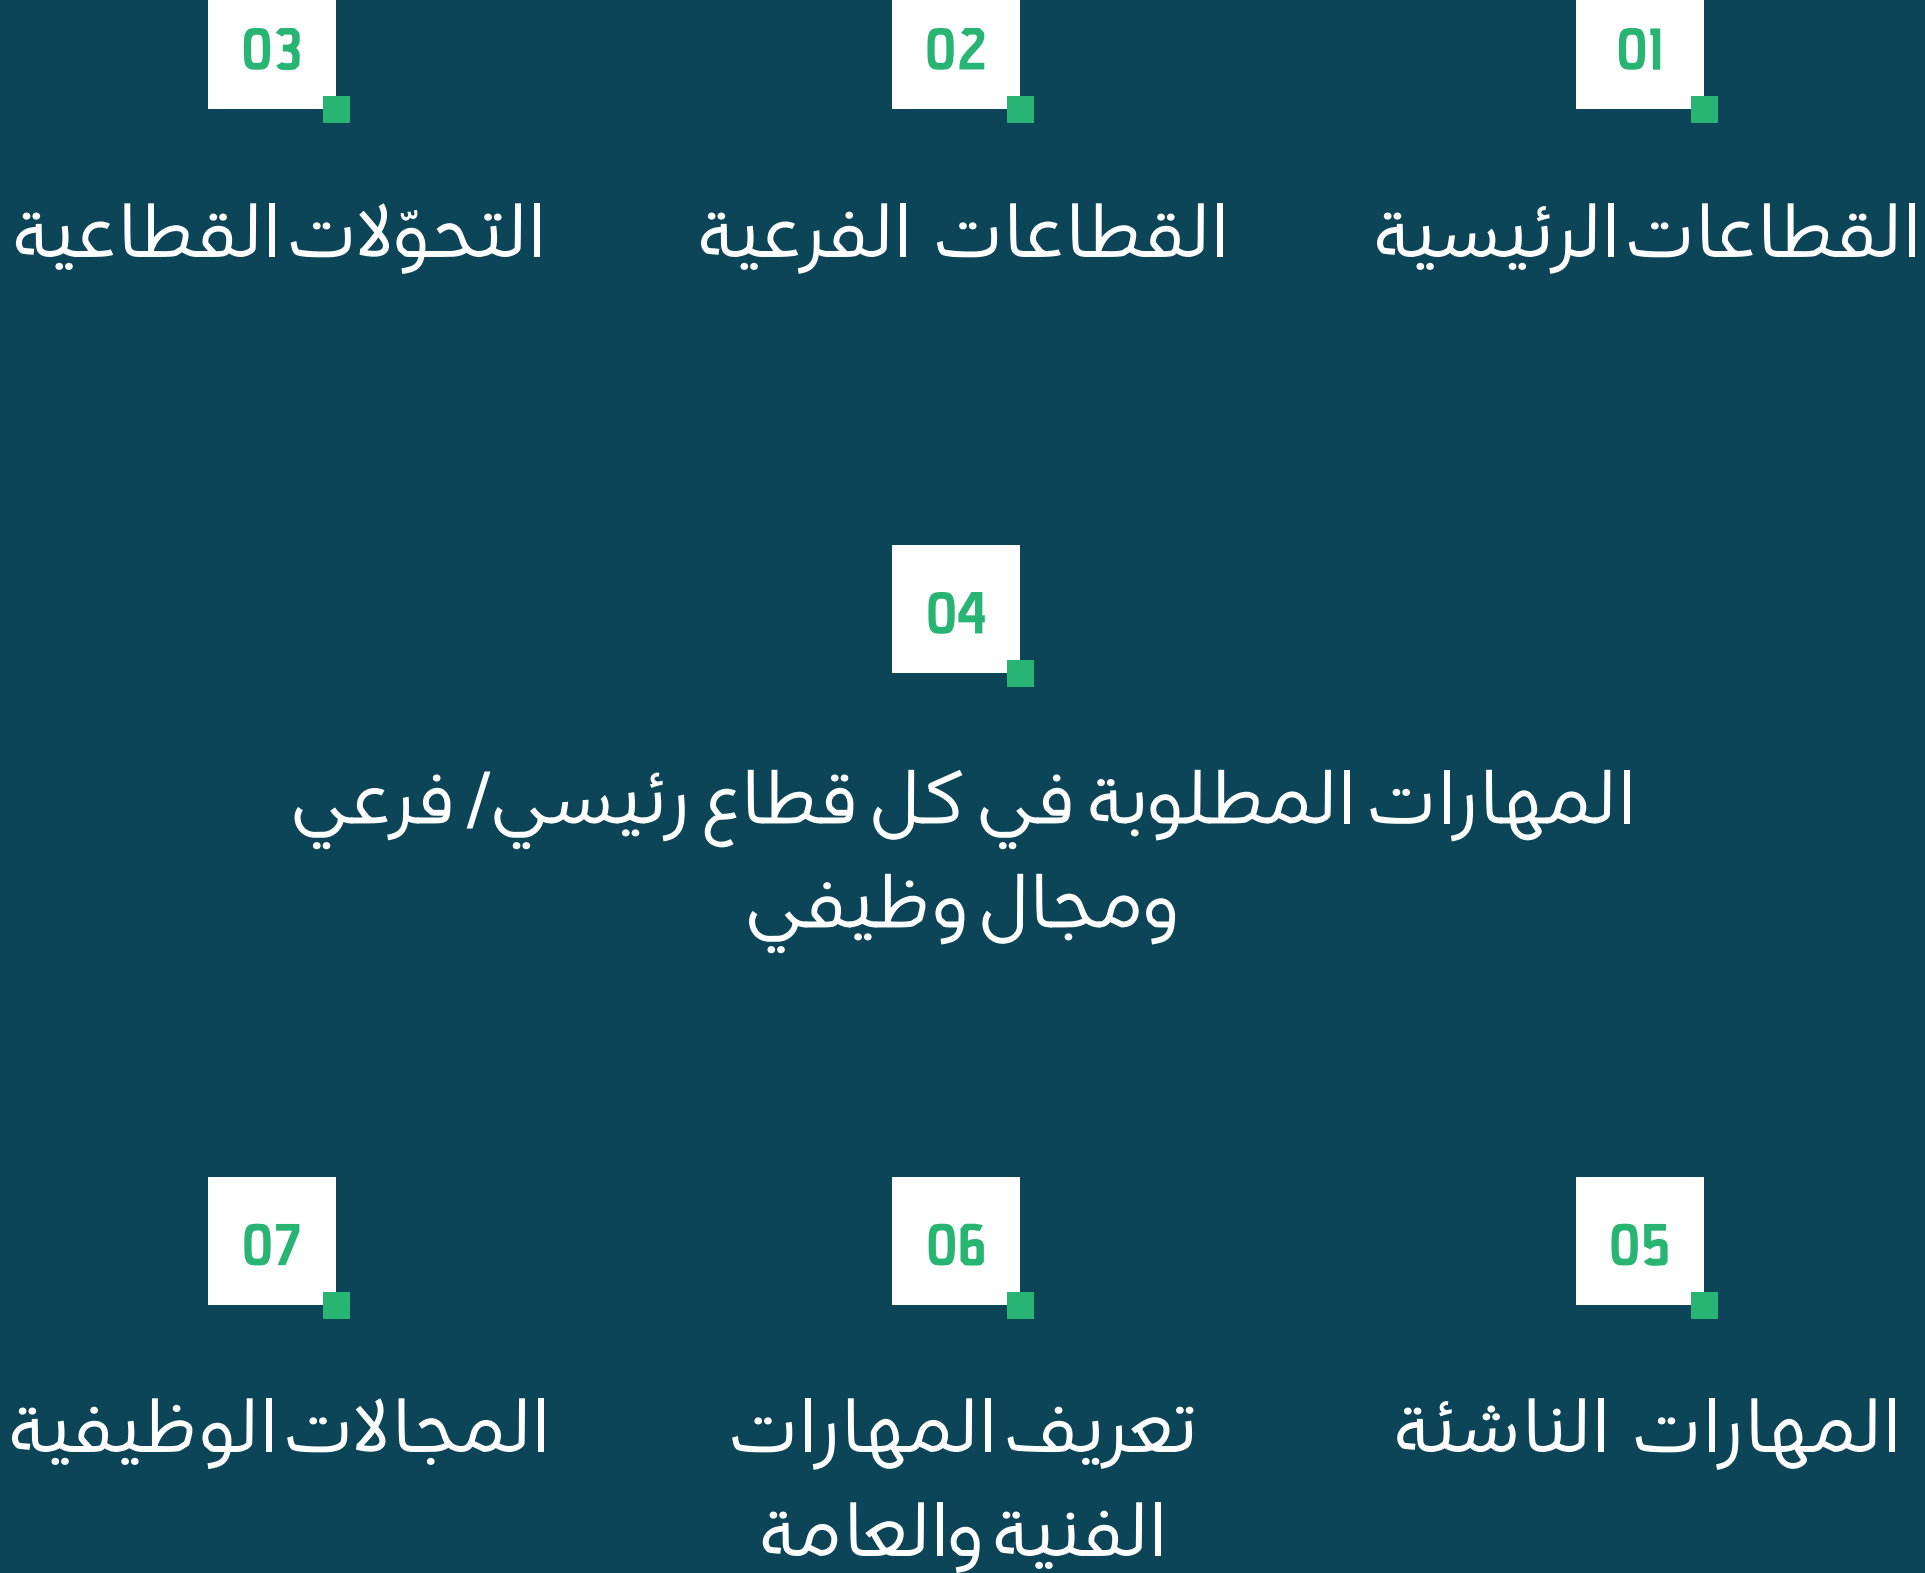 01
القطاعات الرئيسية
02
القطاعات الفرعية
03
التحوّلات القطاعية
04
المهارات المطلوبة في كل قطاع رئيسي/ فرعي
ومجال وظيفي
05
المهارات الناشئة
06
تعريف المهارات
الفنية والعامة
07
المجالات الوظيفية